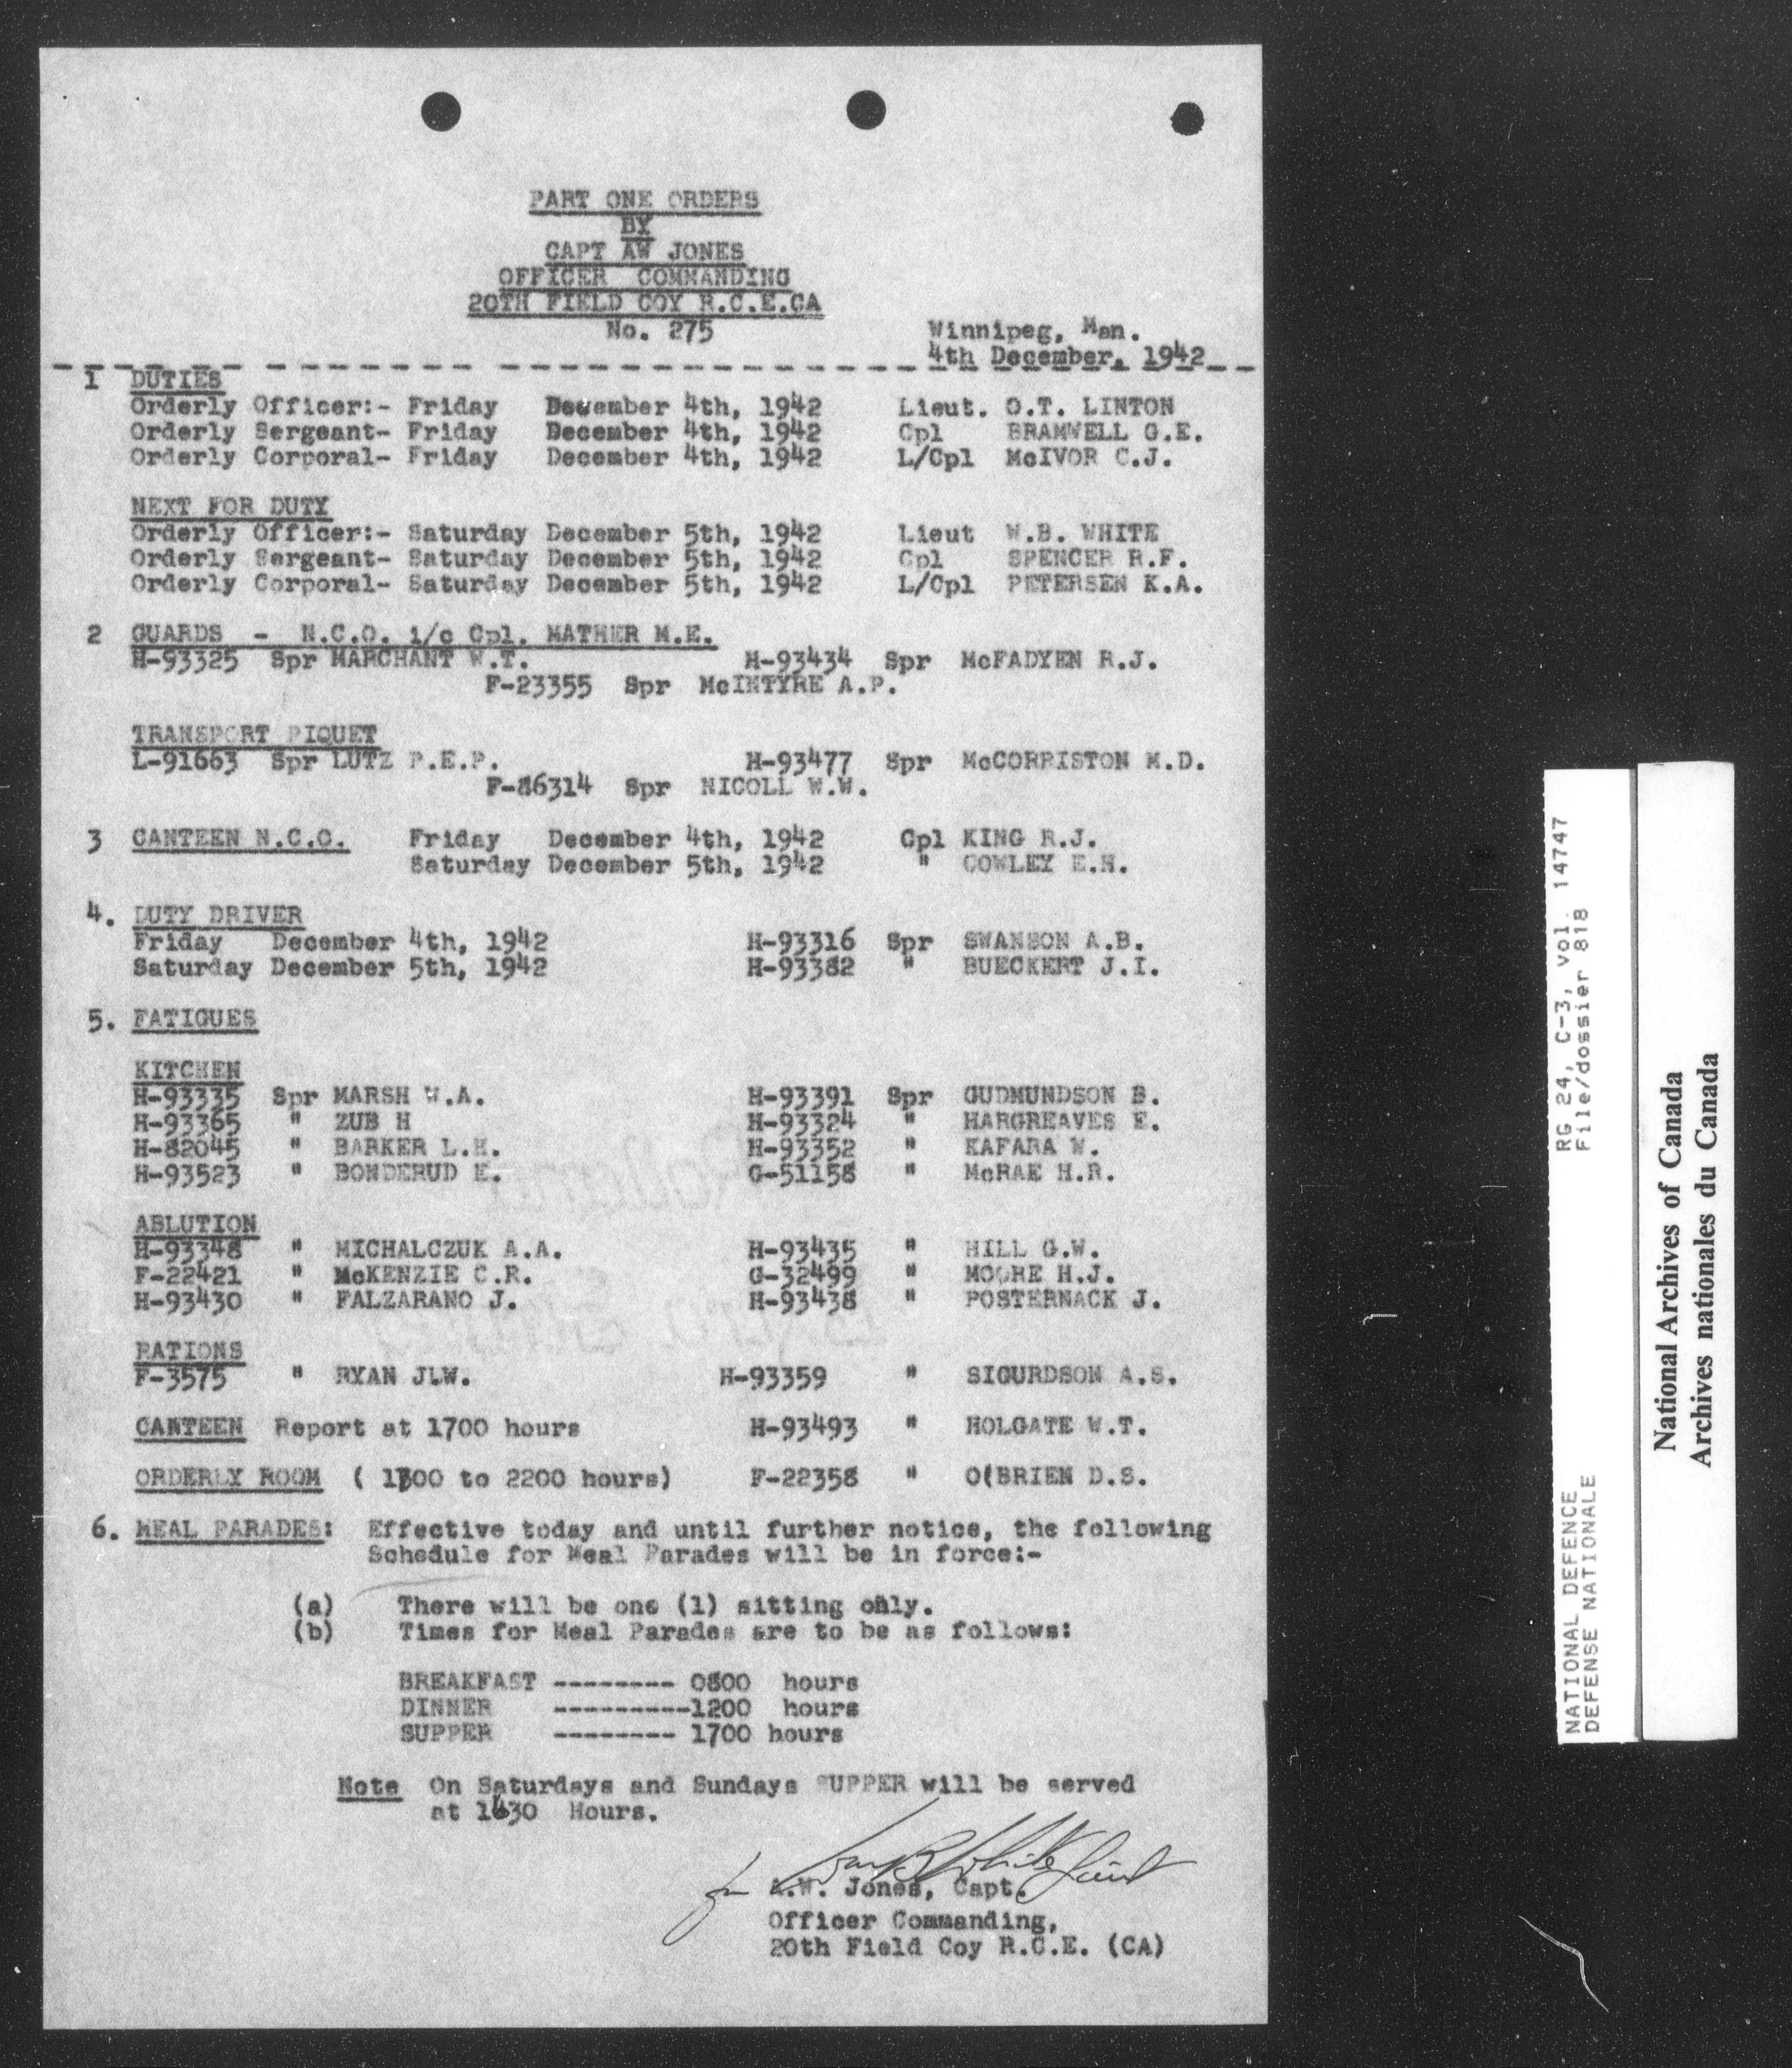 PART ONE ORDERS
BY
CAPT AW JONES
OFFICER COMMANDING
20TH FIELD COY R.C.E.CA
No. 275
Winnipeg, Man.
4th December, 1942
1 DUTIES
Orderly Officer:- Friday December 4th, 1942 Lieut. O.T. LINTON
Orderly Sergeant- Friday December 4th, 1942 Cpl BRAMWELL G.E.
Orderly Corporal- Friday December 4th, 1942 L/Cpl McIVOR C.J.
NEXT FOR DUTY
Orderly Officer:- Saturday December 5th, 1942 Lieut W.B. WHITE
Orderly Sergeant- Saturday December 5th, 1942 Cpl SPENCER R.F.
Orderly Corporal- Saturday December 5th, 1942 L/Cpl PETERSEN K.A.
2 GUARDS - N.C.O. i/c Cpl. MATHER M.E.
H-93325 Spr MARCHANT W.T. H-93434 Spr McFADYEN R.J.
F-23355 Spr McINTYRE A.P.
TRANSPORT PIQUET
L-91663 Spr LUTZ P.E.P. H-93477 Spr McCORRISTON M.D.
F-86314 Spr NICOLL W.W.
3 CANTEEN N.C.O. Friday December 4th, 1942 Cpl KING R.J.
Saturday December 5th, 1942 " COWLEY E.H.
4. DUTY DRIVER
Friday December 4th, 1942 H-93316 Spr SWANSON A.B.
Saturday December 5th, 1942 H-93382 " BUECKERT J.I.
5. FATIGUES
KITCHEN
H-93335 Spr MARSH W.A. H-93391 Spr GUDMUNDSON B.
H-93365 " ZUB H H-93324 " HARGREAVES E.
H-82045 " BARKER L.H. H-93352 " KAFARA W.
H-93523 " BONDERUD E. G-51158 " McRAE H.R.
ABLUTION
H-93348 " MICHALCZUK A.A. H-93435 " HILL G.W.
F-22421 " McKENZIE C.R. G-32499 " MOORE H.J.
H-93430 " FALZARANO J. H-93438 " POSTERNACK J.
RATIONS
F-3575 " RYAN J.W. H-93359 " SIGURDSON A.S.
CANTEEN Report at 1700 hours H-93493 " HOLGATE W.T.
ORDERLY ROOM ( 1800 to 2200 hours) F-22358 " O(BRIEN D.S.
6. MEAL PARADES: Effective today and until further notice, the following
Schedule for Meal Parades will be in force:-
(a) There will be one (1) sitting only.
(b) Times for Meal Parades are to be as follows:
BREAKFAST -------- 0800 hours
DINNER ---------1200 hours
SUPPER -------- 1700 hours
Note On Saturdays and Sundays SUPPER will be served
at 1630 Hours.
for B White Lieut
A.W. Jones, Capt.
Officer Commanding,
20th Field Coy R.C.E. (CA)
NATIONAL DEFENCE RG 24, C-3, vol. 14747
DEFENSE NATIONALE File/dossier 818
National Archives of Canada
Archives nationales du Canada